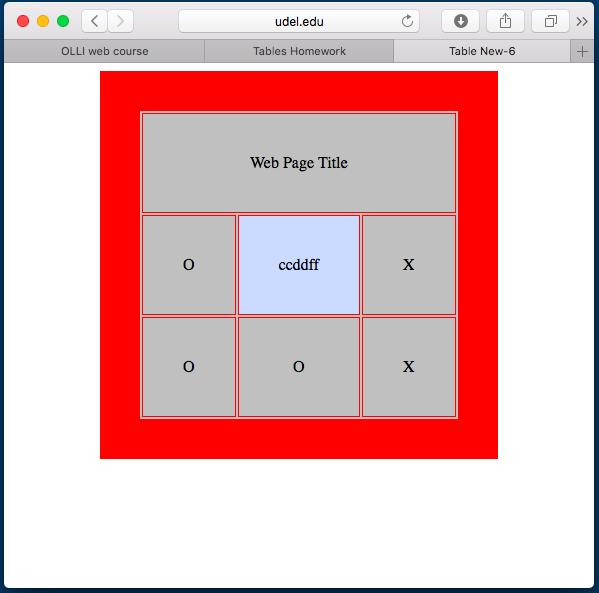 udel.edu
OLLI web course Tables Homework Table New-6
Web Page Title
O ccddff X
O O X